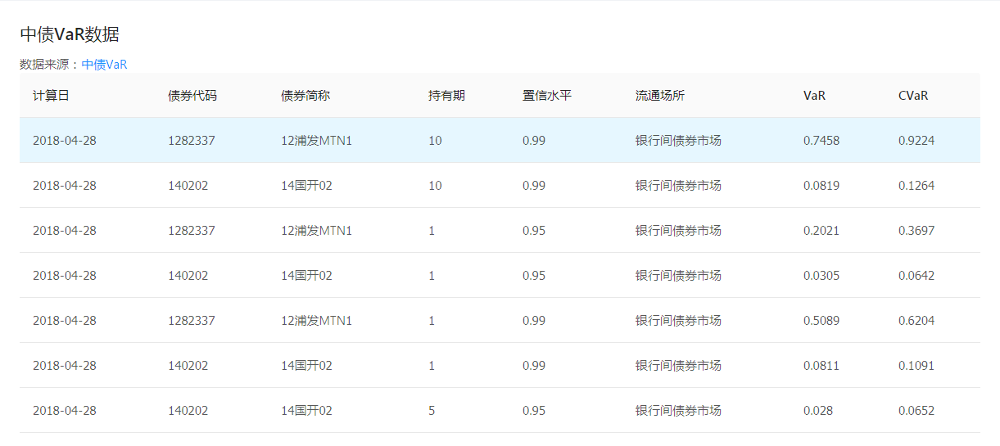 中债VaR数据
数据来源：中债VaR
计算日 债券代码 债券简称 持有期 置信水平 流通场所 VaR CVaR
2018-04-28 1282337 12浦发MTN1 10 0.99 银行间债券市场 0.7458 0.9224
2018-04-28 140202 14国开02 10 0.99 银行间债券市场 0.0819 0.1264
2018-04-28 1282337 12浦发MTN1 1 0.95 银行间债券市场 0.2021 0.3697
2018-04-28 140202 14国开02 1 0.95 银行间债券市场 0.0305 0.0642
2018-04-28 1282337 12浦发MTN1 1 0.99 银行间债券市场 0.5089 0.6204
2018-04-28 140202 14国开02 1 0.99 银行间债券市场 0.0811 0.1091
2018-04-28 140202 14国开02 5 0.95 银行间债券市场 0.028 0.0652